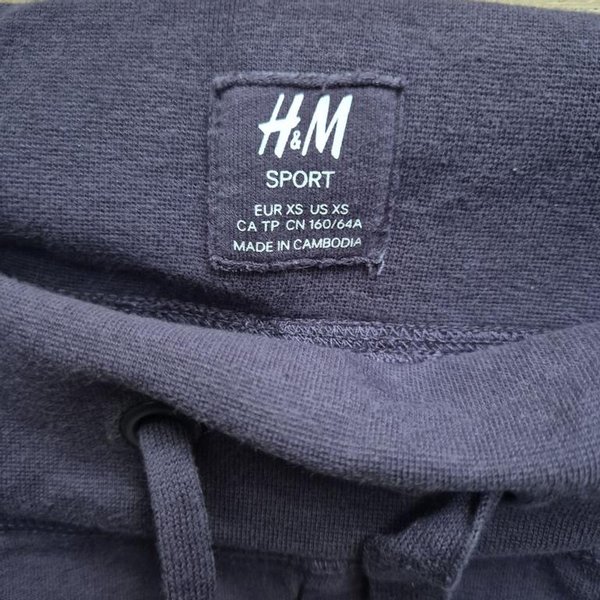 H&M
SPORT
EUR XS US XS
CA TP CN 160/64A
MADE IN CAMBODIA